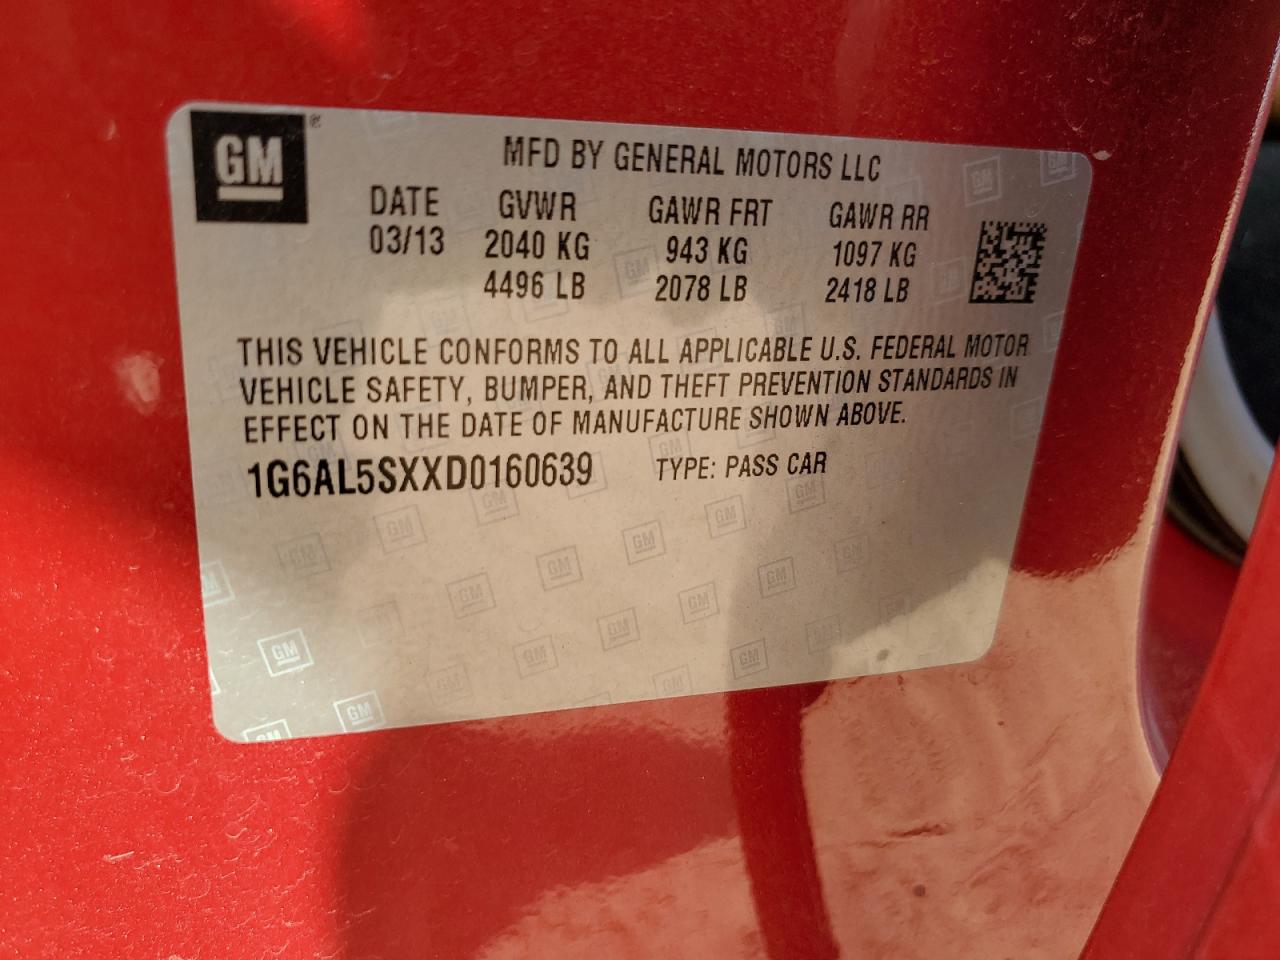 GM®
MFD BY GENERAL MOTORS LLC
DATE GVWR GAWR FRT GAWR RR
03/13 2040 KG 943 KG 1097 KG
4496 LB 2078 LB 2418 LB
THIS VEHICLE CONFORMS TO ALL APPLICABLE U.S. FEDERAL MOTOR
VEHICLE SAFETY, BUMPER, AND THEFT PREVENTION STANDARDS IN
EFFECT ON THE DATE OF MANUFACTURE SHOWN ABOVE.
1G6AL5SXXD0160639 TYPE: PASS CAR